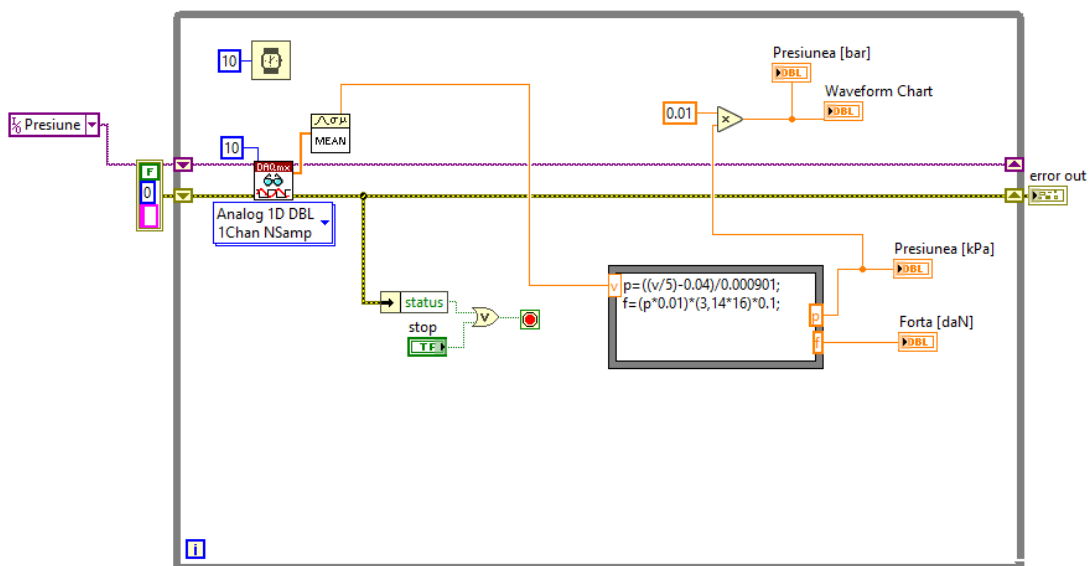 10
Presiunea [bar]
DBL
Waveform Chart
DBL
I/O Presiune
0.01
x
MEAN
10
DAQmx
F
0
error out
Analog 1D DBL
1Chan NSamp
Presiunea [kPa]
DBL
v
p=((v/5)-0.04)/0.000901;
f=(p*0.01)*(3,14*16)*0.1;
p
f
status
stop
TF
V
Forta [daN]
DBL
i